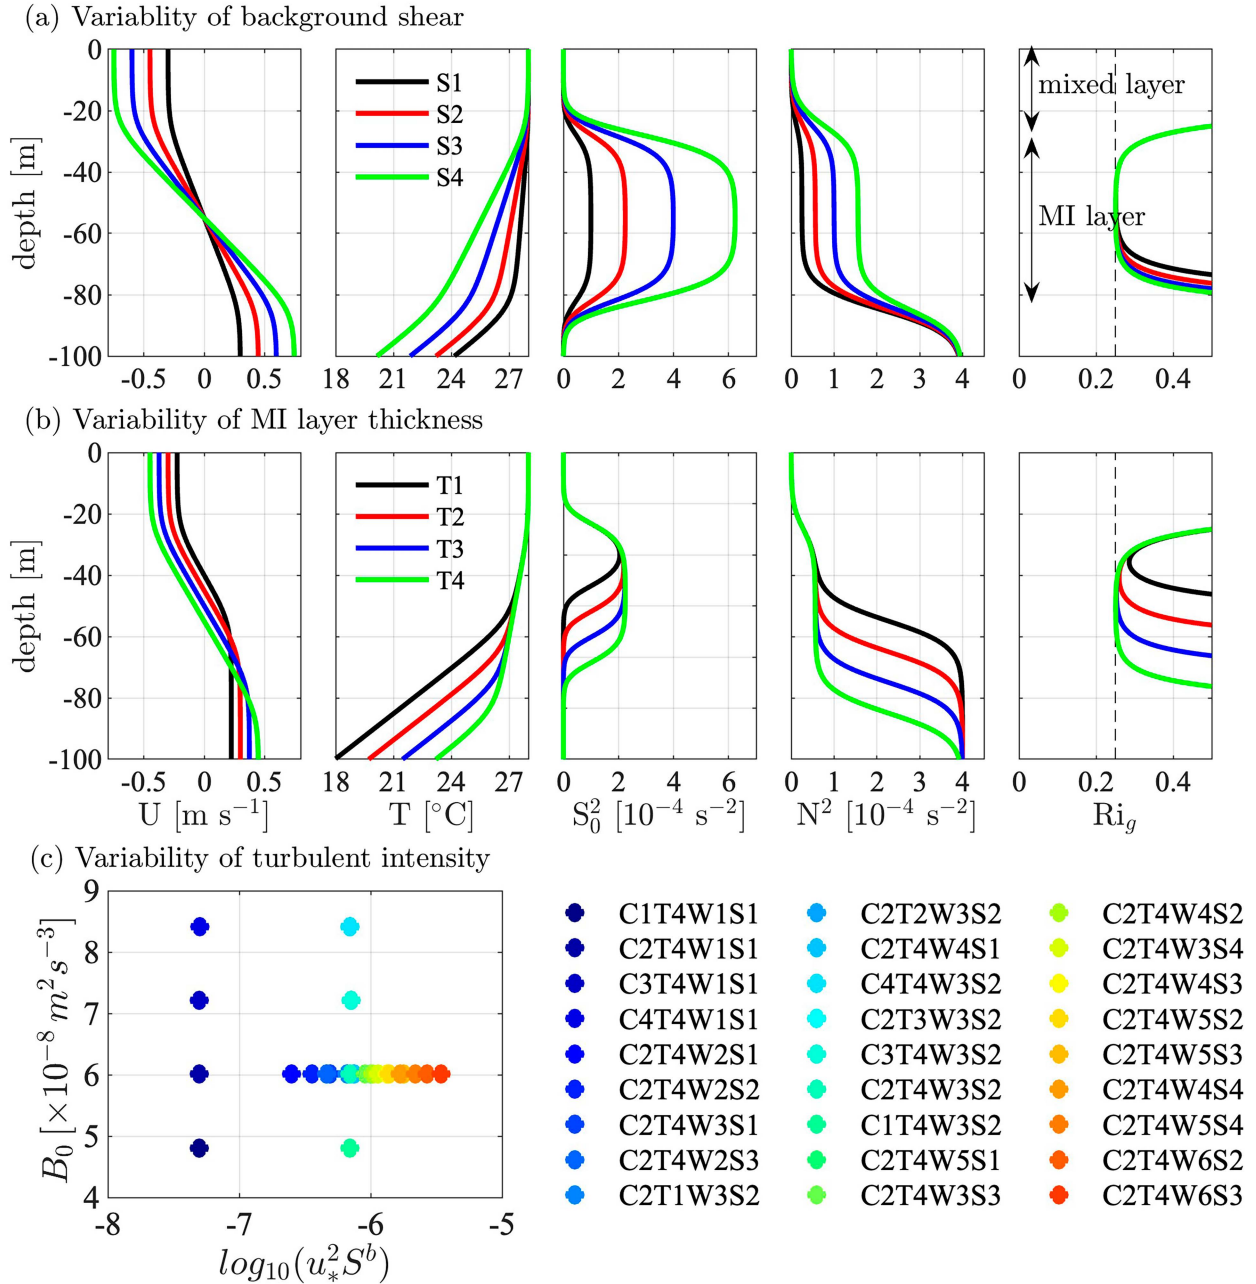 (a) Variablity of background shear
0
-20
-40
-60
-80
-100
depth [m]
S1
S2
S3
S4
mixed layer
MI layer
-0.5 0 0.5
18 21 24 27
0 2 4 6
0 1 2 3 4
0 0.2 0.4
(b) Variability of MI layer thickness
0
-20
-40
-60
-80
-100
depth [m]
T1
T2
T3
T4
-0.5 0 0.5
18 21 24 27
0 2 4 6
0 1 2 3 4
0 0.2 0.4
U [m s⁻¹]
T [°C]
S₀² [10⁻⁴ s⁻²]
N² [10⁻⁴ s⁻²]
Ri_g
(c) Variability of turbulent intensity
9
8
7
6
5
4
B₀ [×10⁻⁸ m²s⁻³]
-8 -7 -6 -5
log₁₀(u²_* S^b)
C1T4W1S1
C2T4W1S1
C3T4W1S1
C4T4W1S1
C2T4W2S1
C2T4W2S2
C2T4W3S1
C2T4W2S3
C2T1W3S2
C2T2W3S2
C2T4W4S1
C4T4W3S2
C2T3W3S2
C3T4W3S2
C2T4W3S2
C1T4W3S2
C2T4W5S1
C2T4W3S3
C2T4W4S2
C2T4W3S4
C2T4W4S3
C2T4W5S2
C2T4W5S3
C2T4W4S4
C2T4W5S4
C2T4W6S2
C2T4W6S3